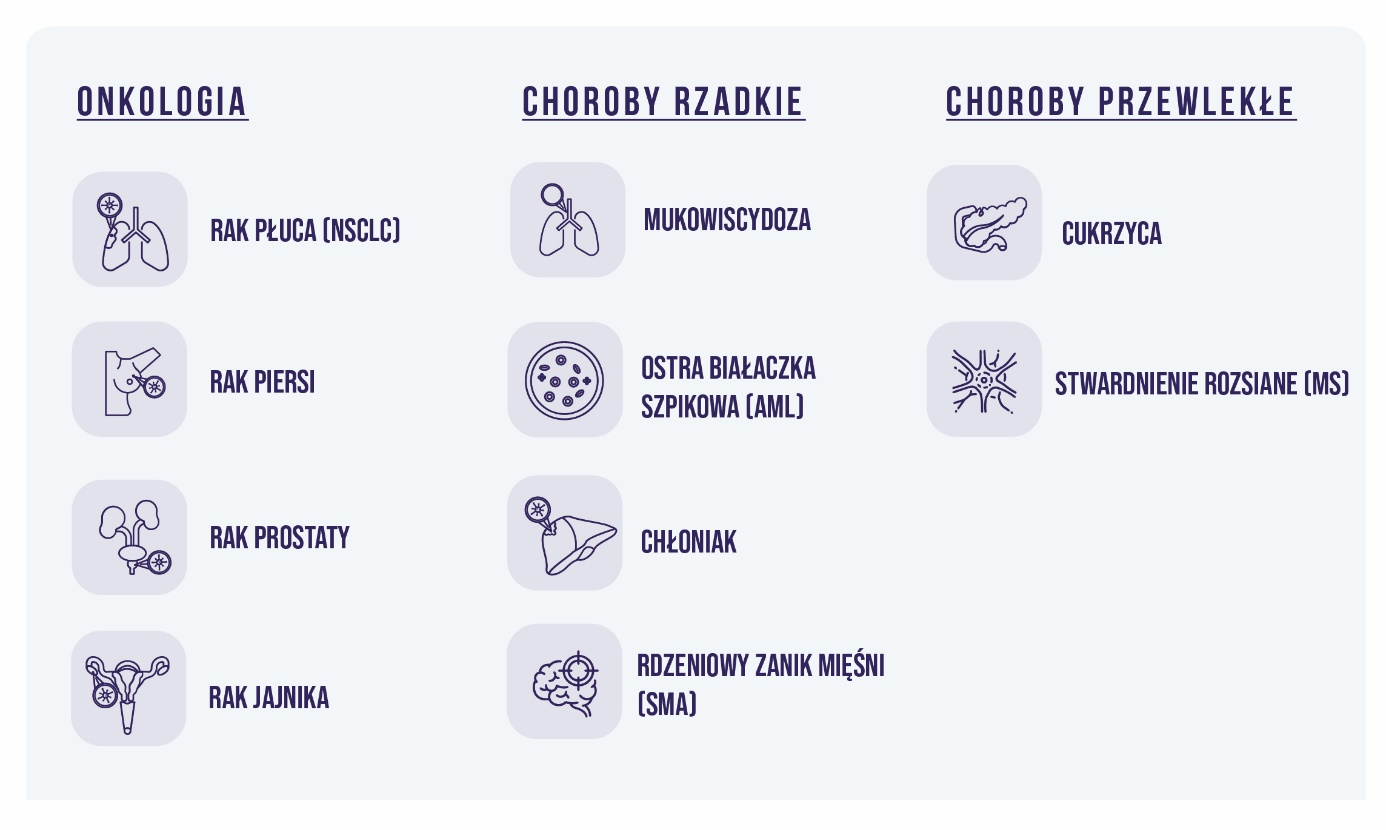 ONKOLOGIA
RAK PŁUCA (NSCLC)
RAK PIERSI
RAK PROSTATY
RAK JAJNIKA
CHOROBY RZADKIE
MUKOWISCYDOZA
OSTRA BIAŁACZKA
SZPIKOWA (AML)
CHŁONIAK
RDZENIOWY ZANIK MIĘŚNI
(SMA)
CHOROBY PRZEWLEKŁE
CUKRZYCA
STWARDNIENIE ROZSIANE (MS)